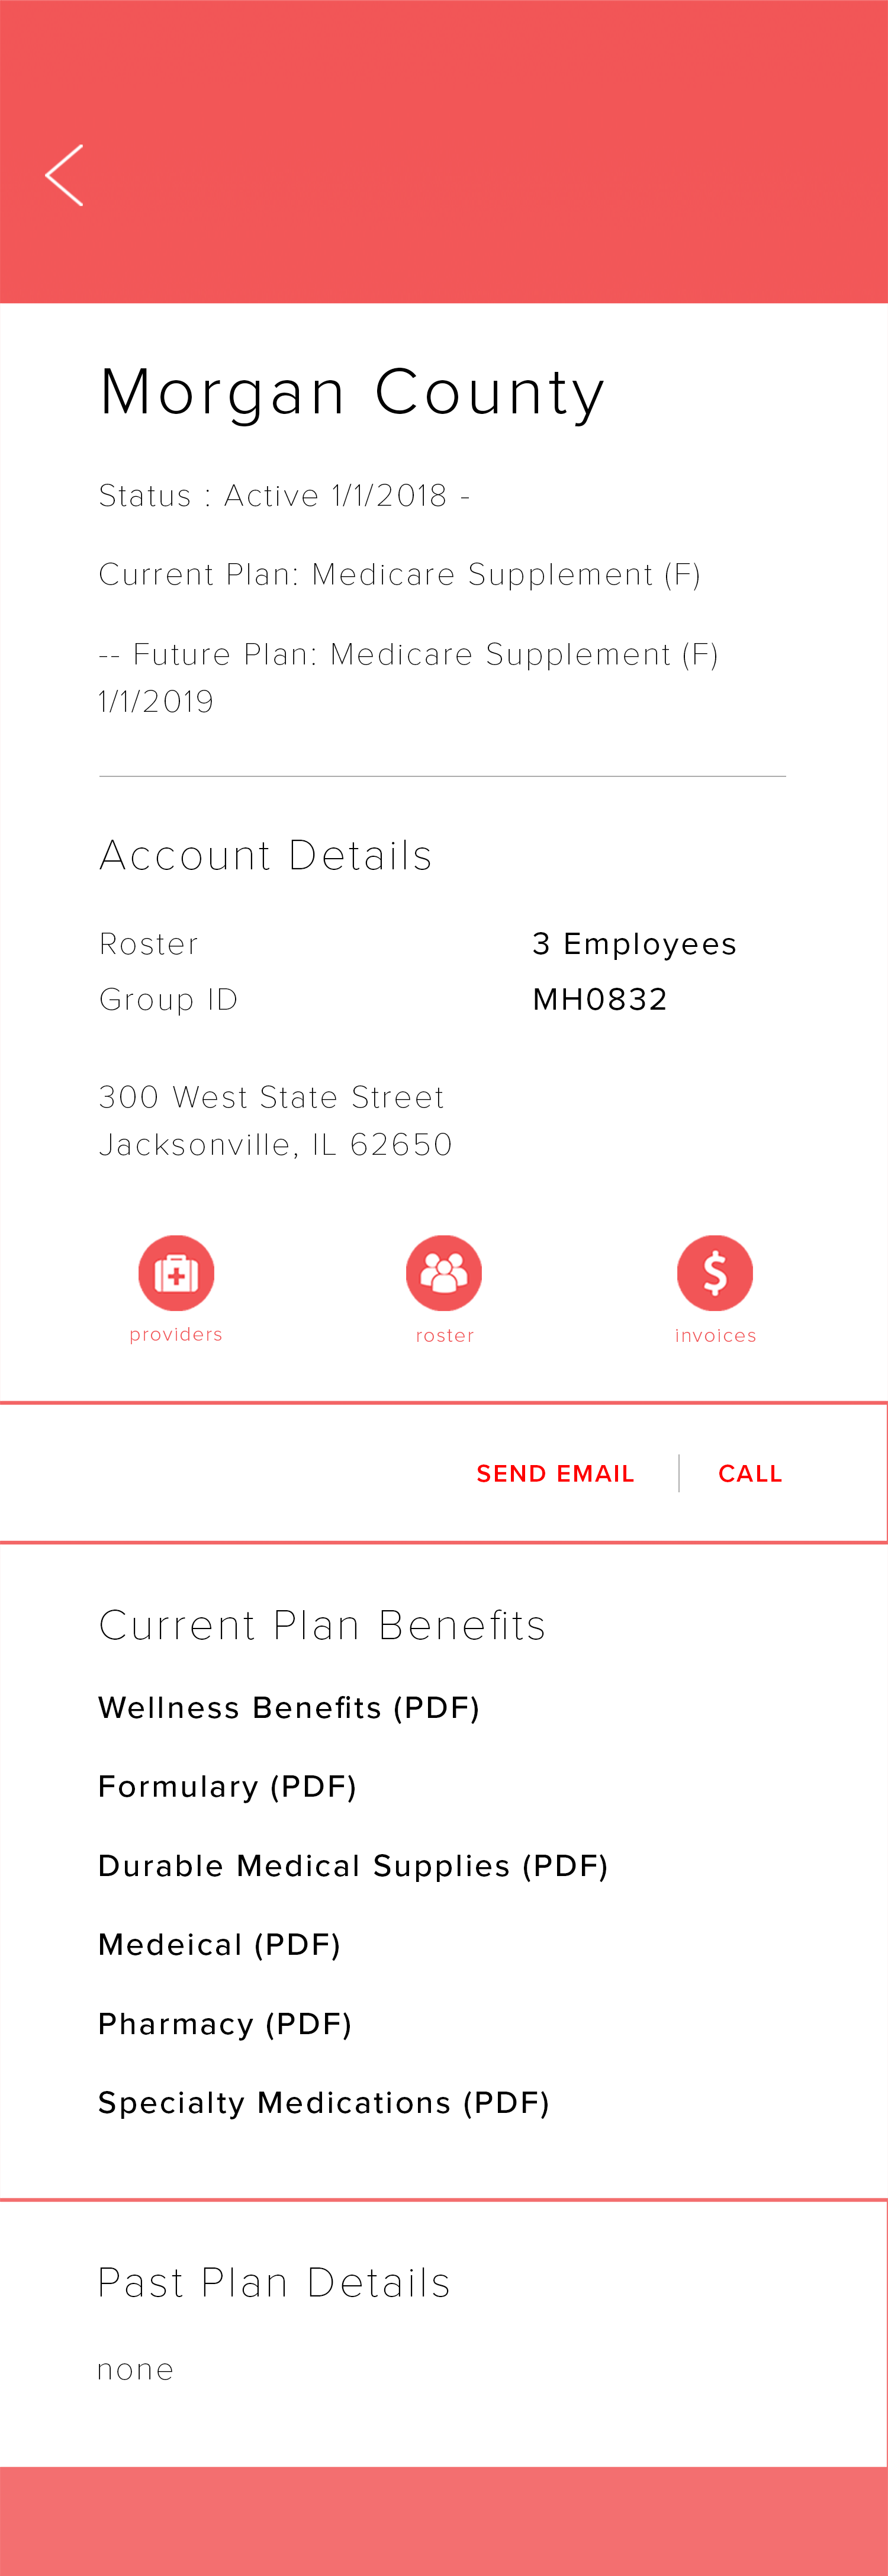 Morgan County
Status : Active 1/1/2018 -
Current Plan: Medicare Supplement (F)
-- Future Plan: Medicare Supplement (F)
1/1/2019
Account Details
Roster 3 Employees
Group ID MH0832
300 West State Street
Jacksonville, IL 62650
providers roster invoices
SEND EMAIL CALL
Current Plan Benefits
Wellness Benefits (PDF)
Formulary (PDF)
Durable Medical Supplies (PDF)
Medeical (PDF)
Pharmacy (PDF)
Specialty Medications (PDF)
Past Plan Details
none